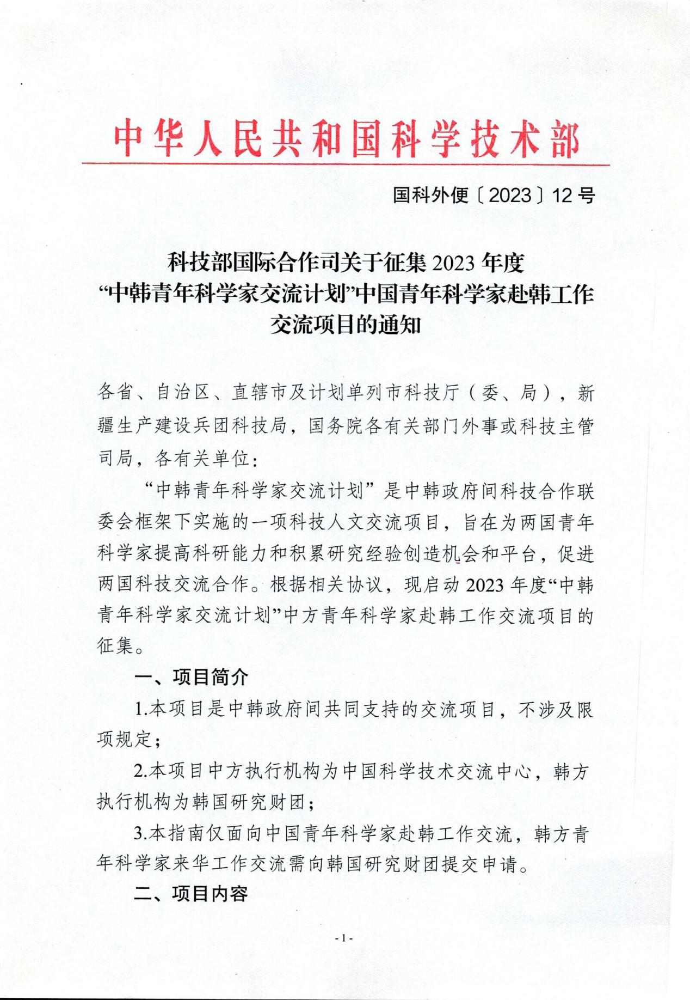 中华人民共和国科学技术部
国科外便〔2023〕12 号
科技部国际合作司关于征集 2023 年度
“中韩青年科学家交流计划”中国青年科学家赴韩工作
交流项目的通知
各省、自治区、直辖市及计划单列市科技厅（委、局），新
疆生产建设兵团科技局，国务院各有关部门外事或科技主管
司局，各有关单位：
“中韩青年科学家交流计划”是中韩政府间科技合作联
委会框架下实施的一项科技人文交流项目，旨在为两国青年
科学家提高科研能力和积累研究经验创造机会和平台，促进
两国科技交流合作。根据相关协议，现启动 2023 年度“中韩
青年科学家交流计划”中方青年科学家赴韩工作交流项目的
征集。
一、项目简介
1.本项目是中韩政府间共同支持的交流项目，不涉及限
项规定；
2.本项目中方执行机构为中国科学技术交流中心，韩方
执行机构为韩国研究财团；
3.本指南仅面向中国青年科学家赴韩工作交流，韩方青
年科学家来华工作交流需向韩国研究财团提交申请。
二、项目内容
- 1 -